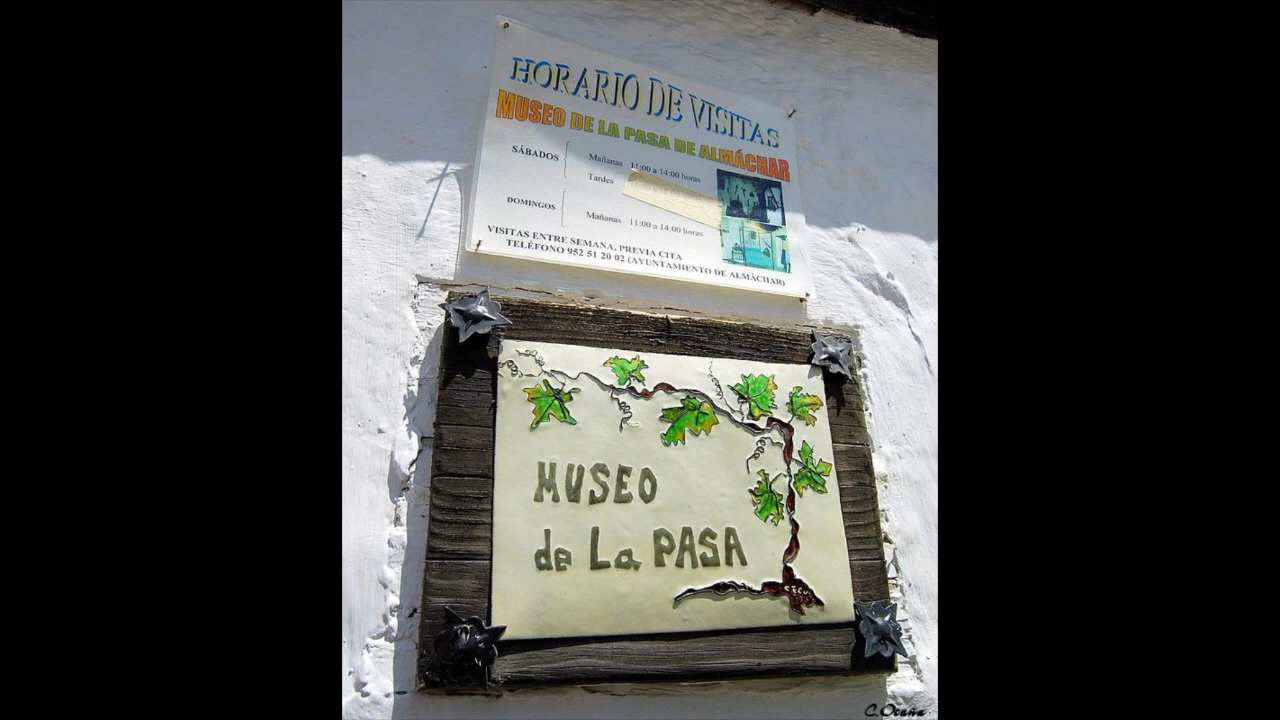 HORARIO DE VISITAS
MUSEO DE LA PASA DE ALMÁCHAR
SÁBADOS
Mañanas 11:00 a 14:00 horas
Tardes
DOMINGOS
Mañanas 11:00 a 14:00 horas
VISITAS ENTRE SEMANA, PREVIA CITA
TELÉFONO 952 51 20 02 (AYUNTAMIENTO DE ALMÁCHAR)
MUSEO
de La PASA
CECU
C. Ocaña